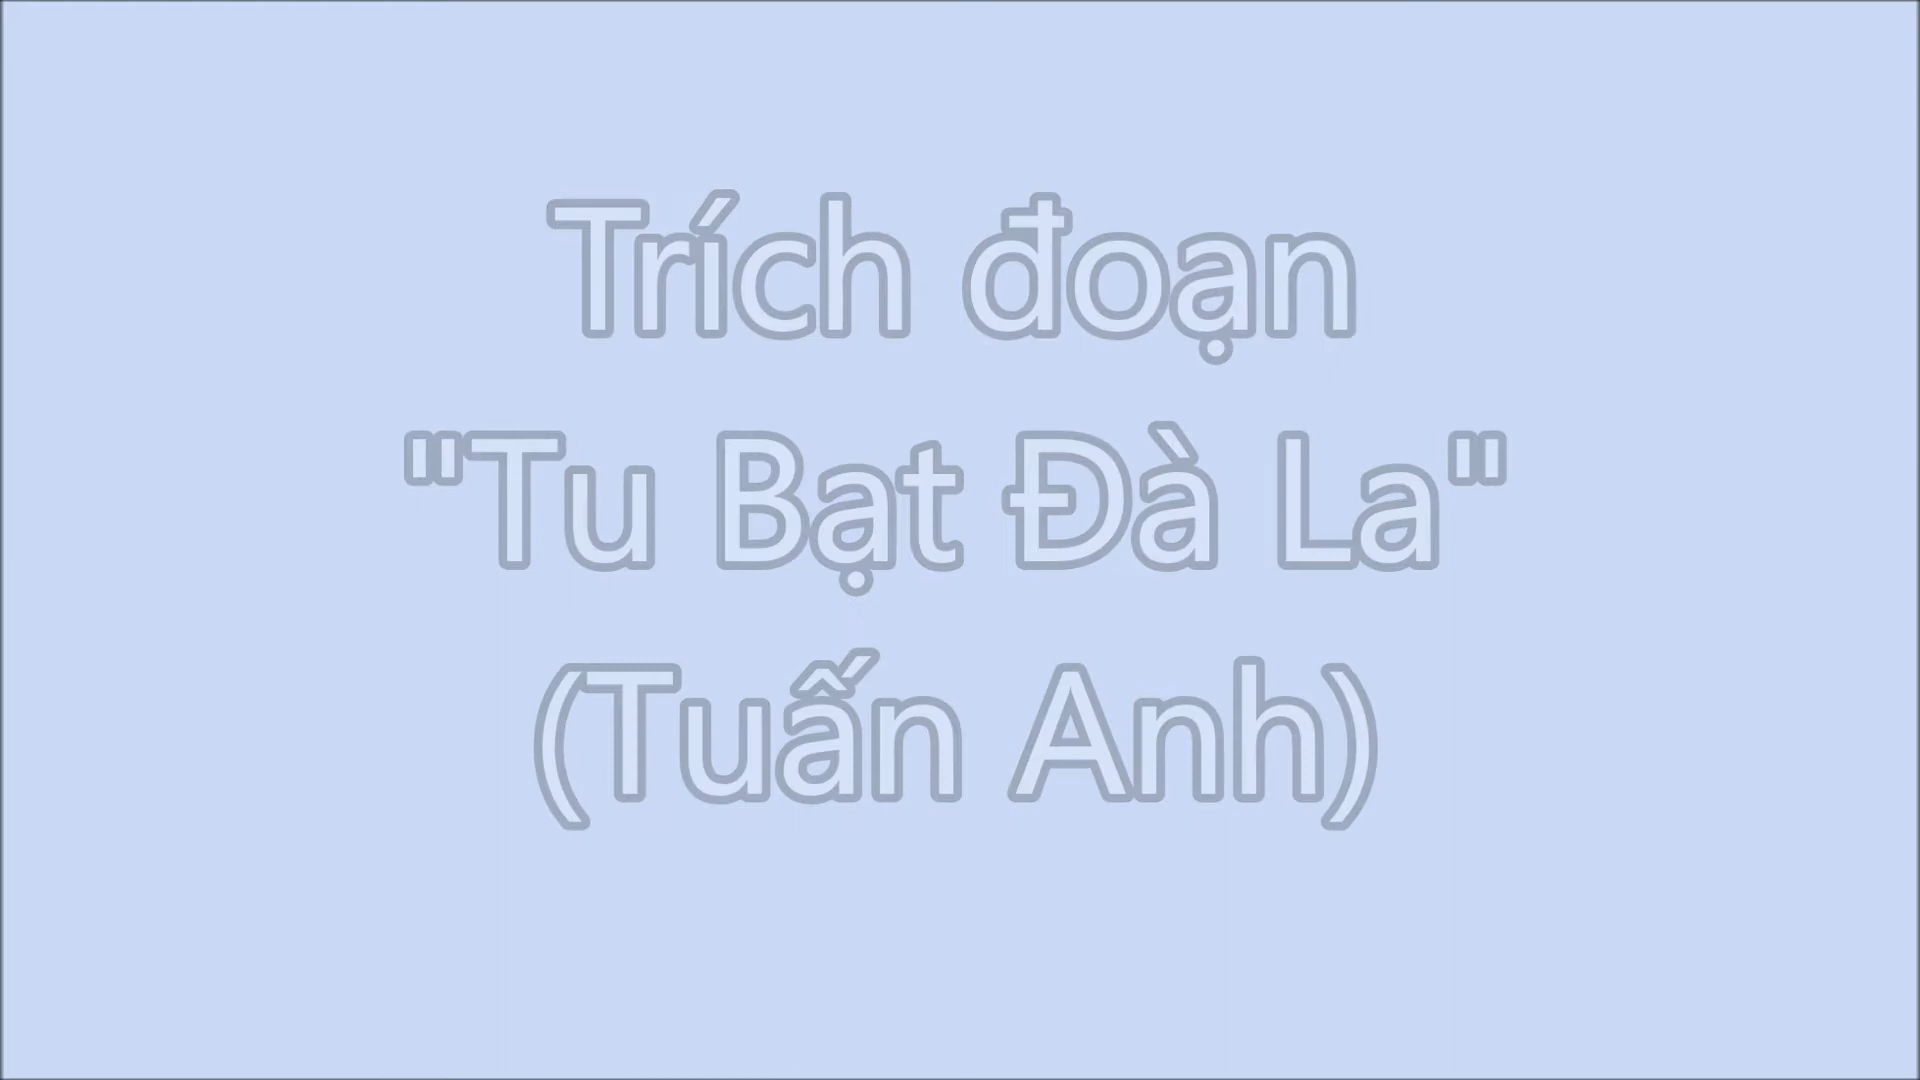 Trích đoạn
"Tu Bạt Đà La"
(Tuấn Anh)